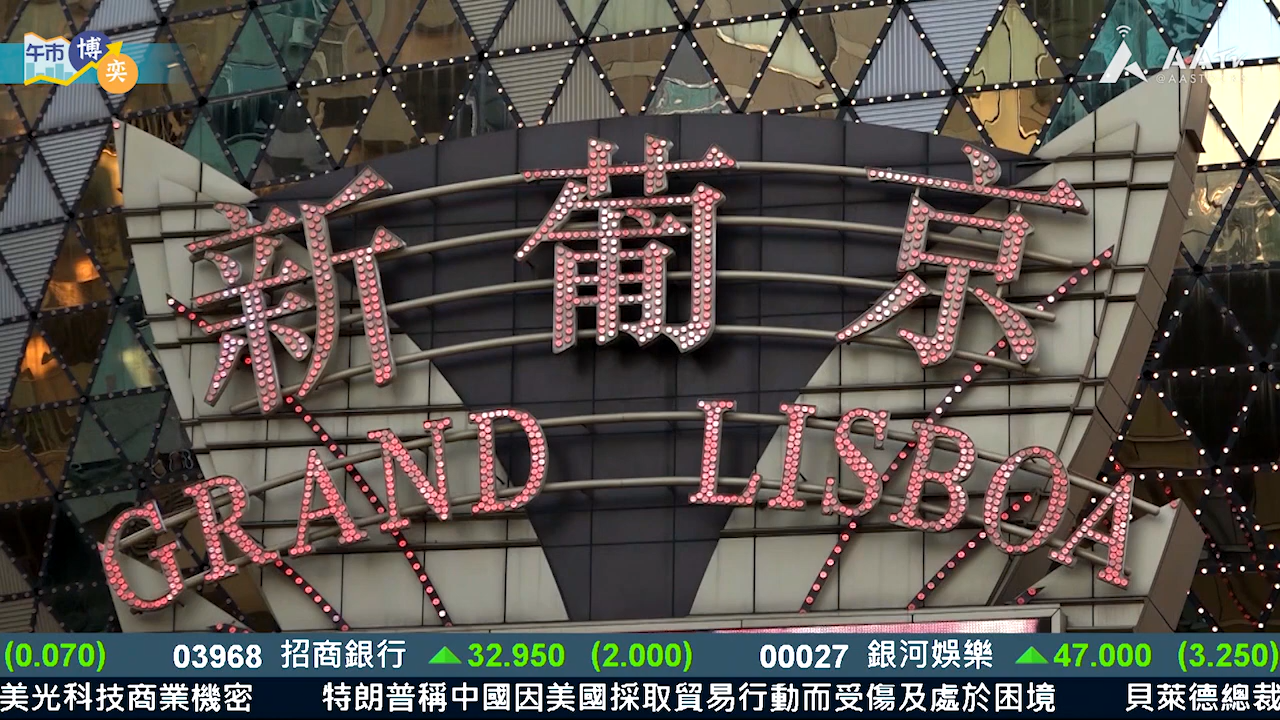 午市博奕
AATV
@AASTOCKS
新葡京
GRAND LISBOA
(0.070) 03968 招商銀行 ▲32.950 (2.000) 00027 銀河娛樂 ▲47.000 (3.250)
美光科技商業機密 特朗普稱中國因美國採取貿易行動而受傷及處於困境 貝萊德總裁